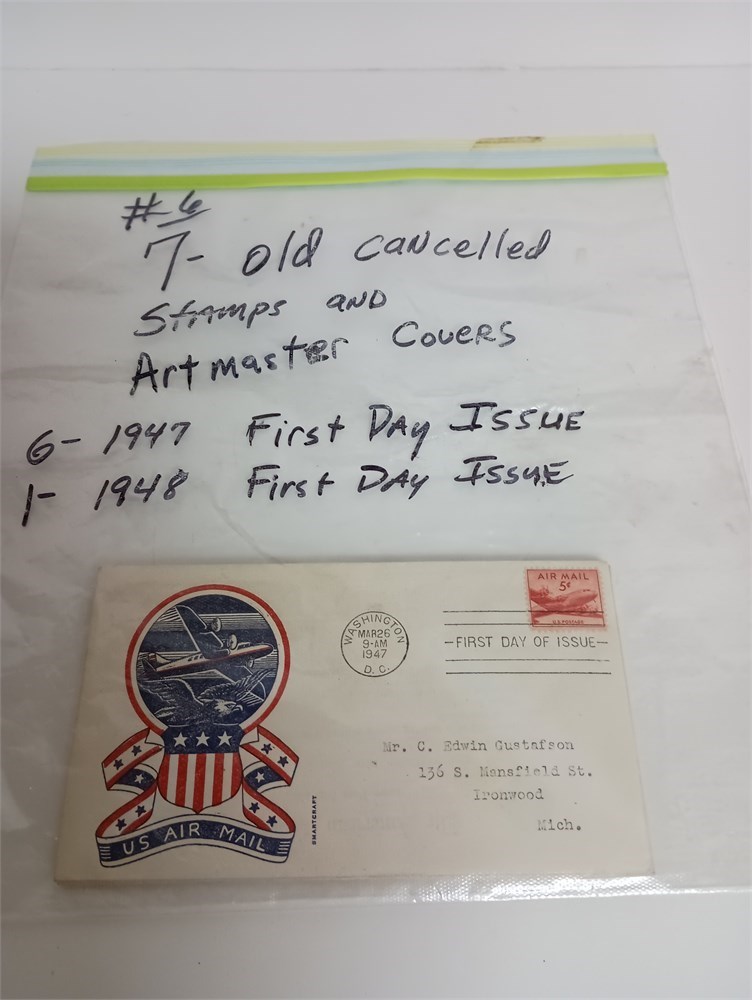 #6
7- old cancelled
Stamps AND
Artmaster Covers
6- 1947 First Day Issue
1- 1948 First Day Issue
AIR MAIL
5¢
U.S. POSTAGE
WASHINGTON
MAR 26
9-AM
1947
D. C.
FIRST DAY OF ISSUE
Mr. C. Edwin Gustafson
136 S. Mansfield St.
Ironwood
Mich.
US AIR MAIL
SMARTCRAFT